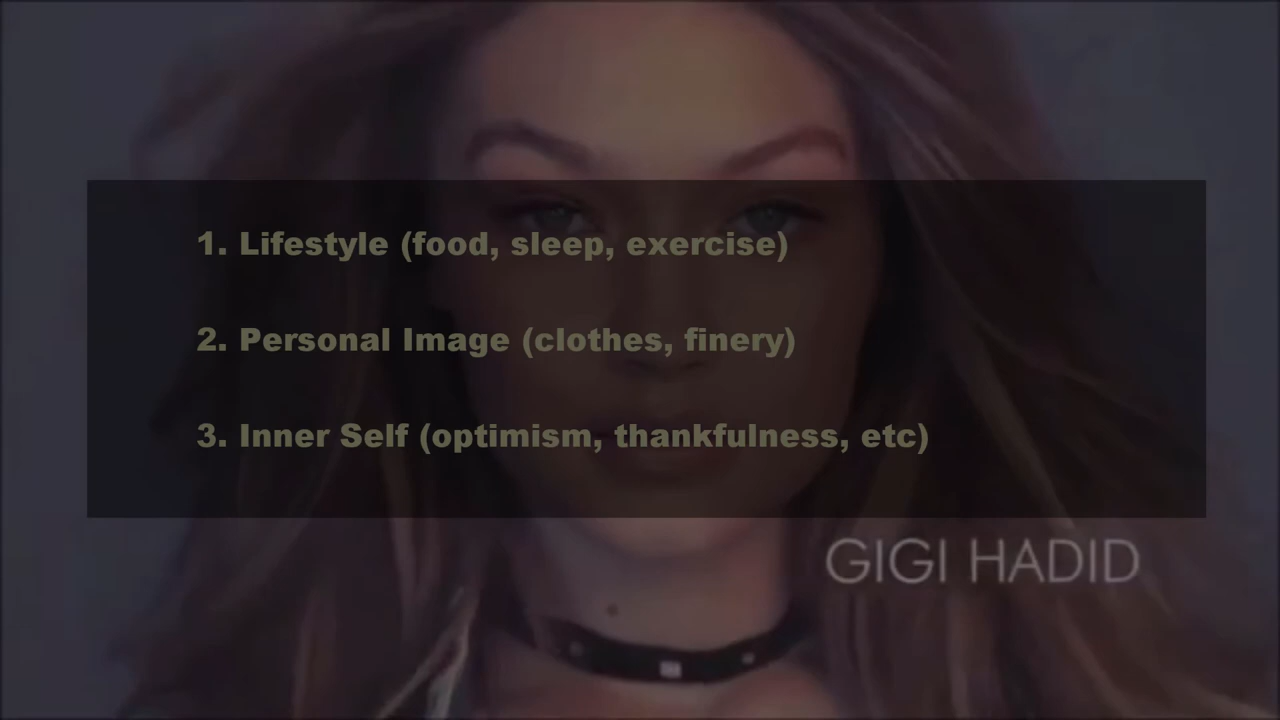 1. Lifestyle (food, sleep, exercise)
2. Personal Image (clothes, finery)
3. Inner Self (optimism, thankfulness, etc)
GIGI HADID